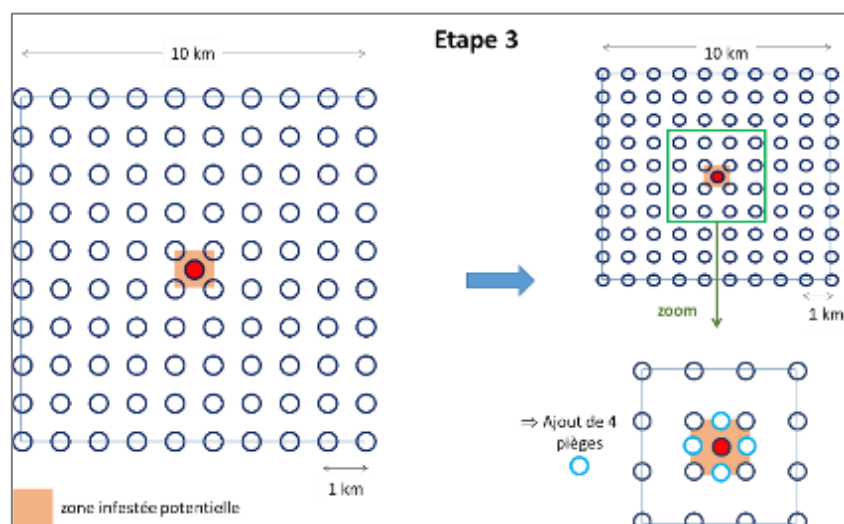 Etape 3
10 km
1 km
zone infestée potentielle
10 km
zoom
1 km
⇒ Ajout de 4
pièges